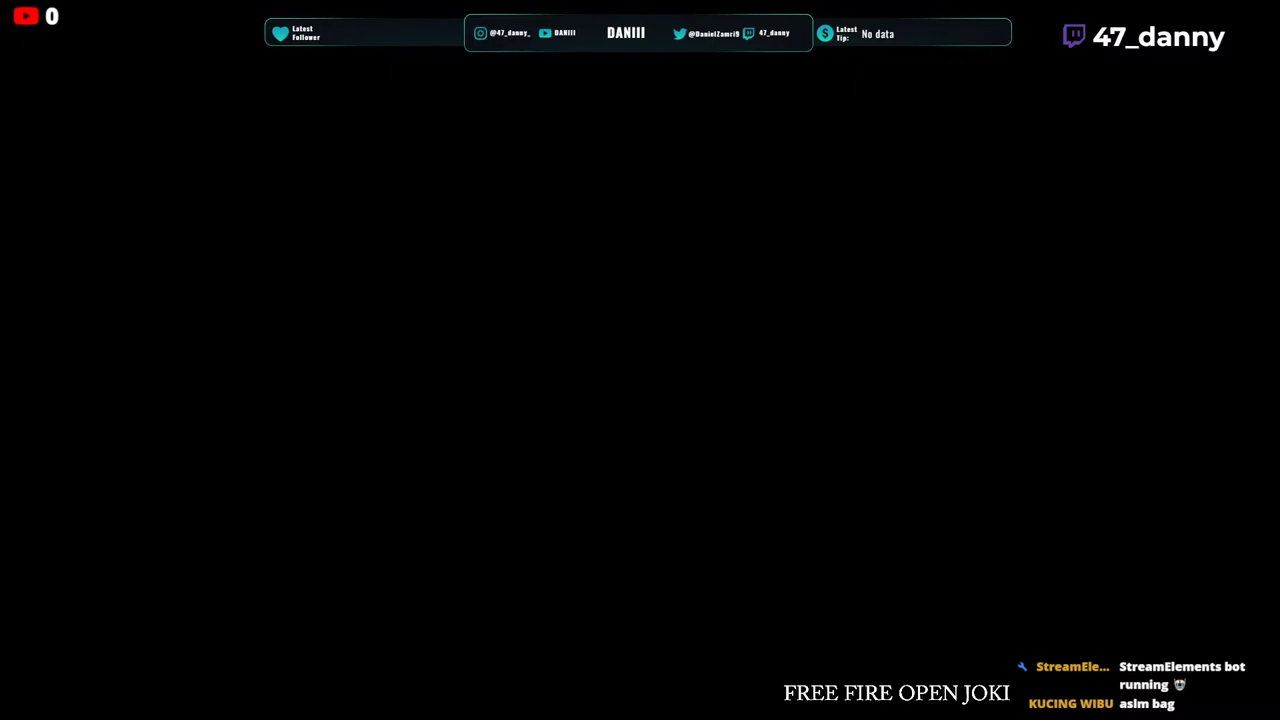 0
Latest
Follower
@47_danny_
DANIII
DANIII
@DanielZamri9
47_danny
Latest
Tip:
No data
47_danny
StreamEle... StreamElements bot
running
KUCING WIBU aslm bag
FREE FIRE OPEN JOKI